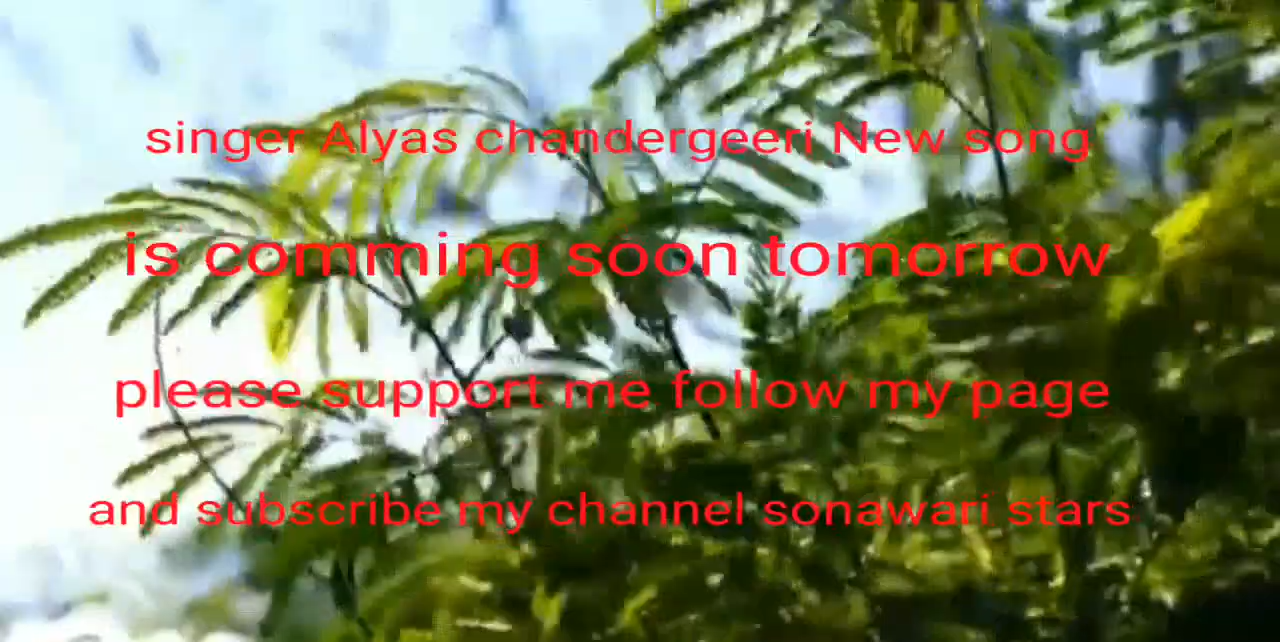 singer Alyas chandergeeri New song
is comming soon tomorrow
please support me follow my page
and subscribe my channel sonawari stars